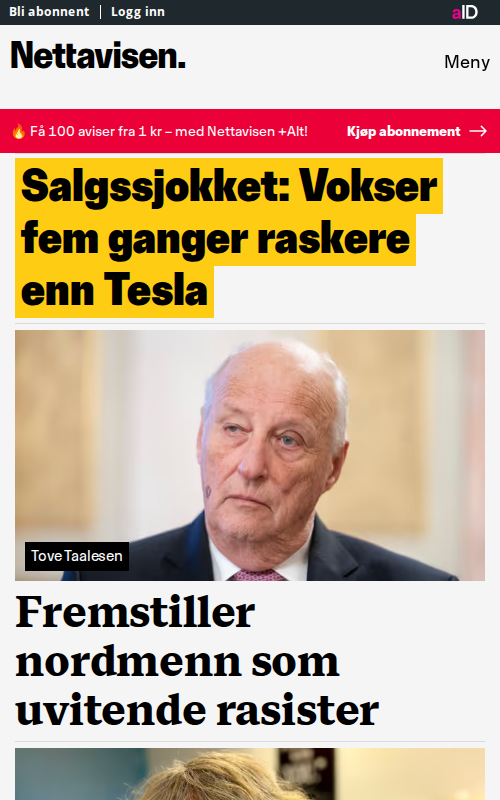 Bli abonnent | Logg inn
aID
Nettavisen.
Meny
🔥 Få 100 aviser fra 1 kr – med Nettavisen +Alt!
Kjøp abonnement →
Salgssjokket: Vokser
fem ganger raskere
enn Tesla
Tove Taalesen
Fremstiller
nordmenn som
uvitende rasister